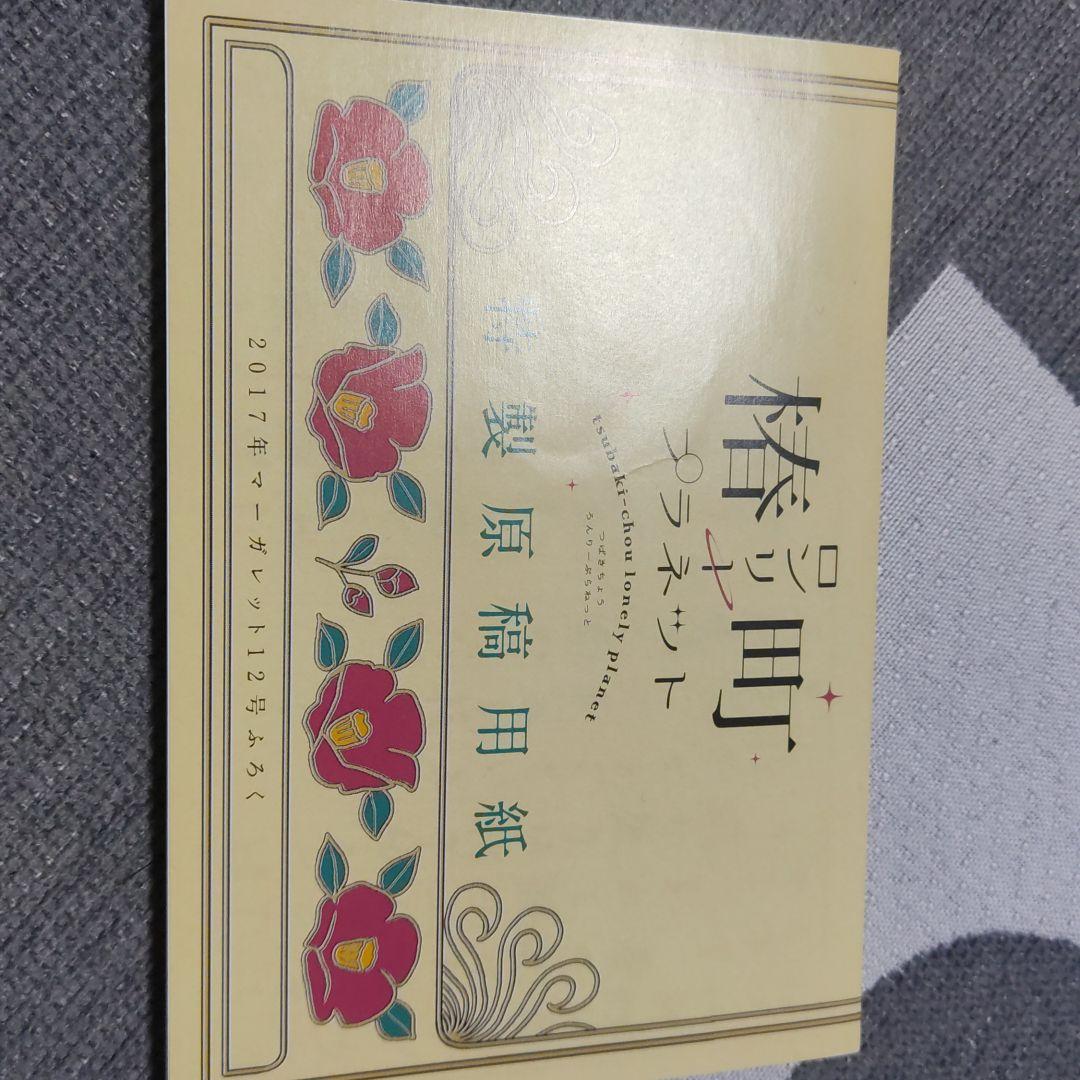 椿町
ロンリー
プラネット
tsubaki-chou lonely planet
つばきちょう
ろんりーぷらねっと
特製原稿用紙
2017年マーガレット12号ふろく